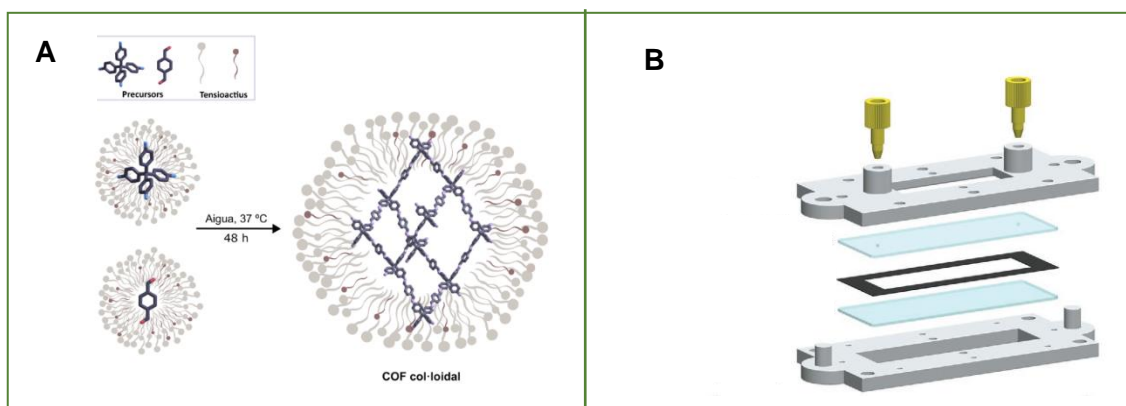 A
Precursors
Tensioactius
Aigua, 37 ºC
48 h
COF col·loidal
B